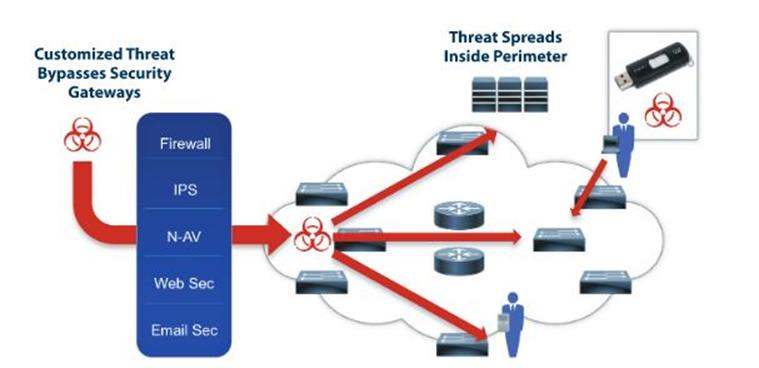 Customized Threat
Bypasses Security
Gateways
Threat Spreads
Inside Perimeter
Firewall
IPS
N-AV
Web Sec
Email Sec